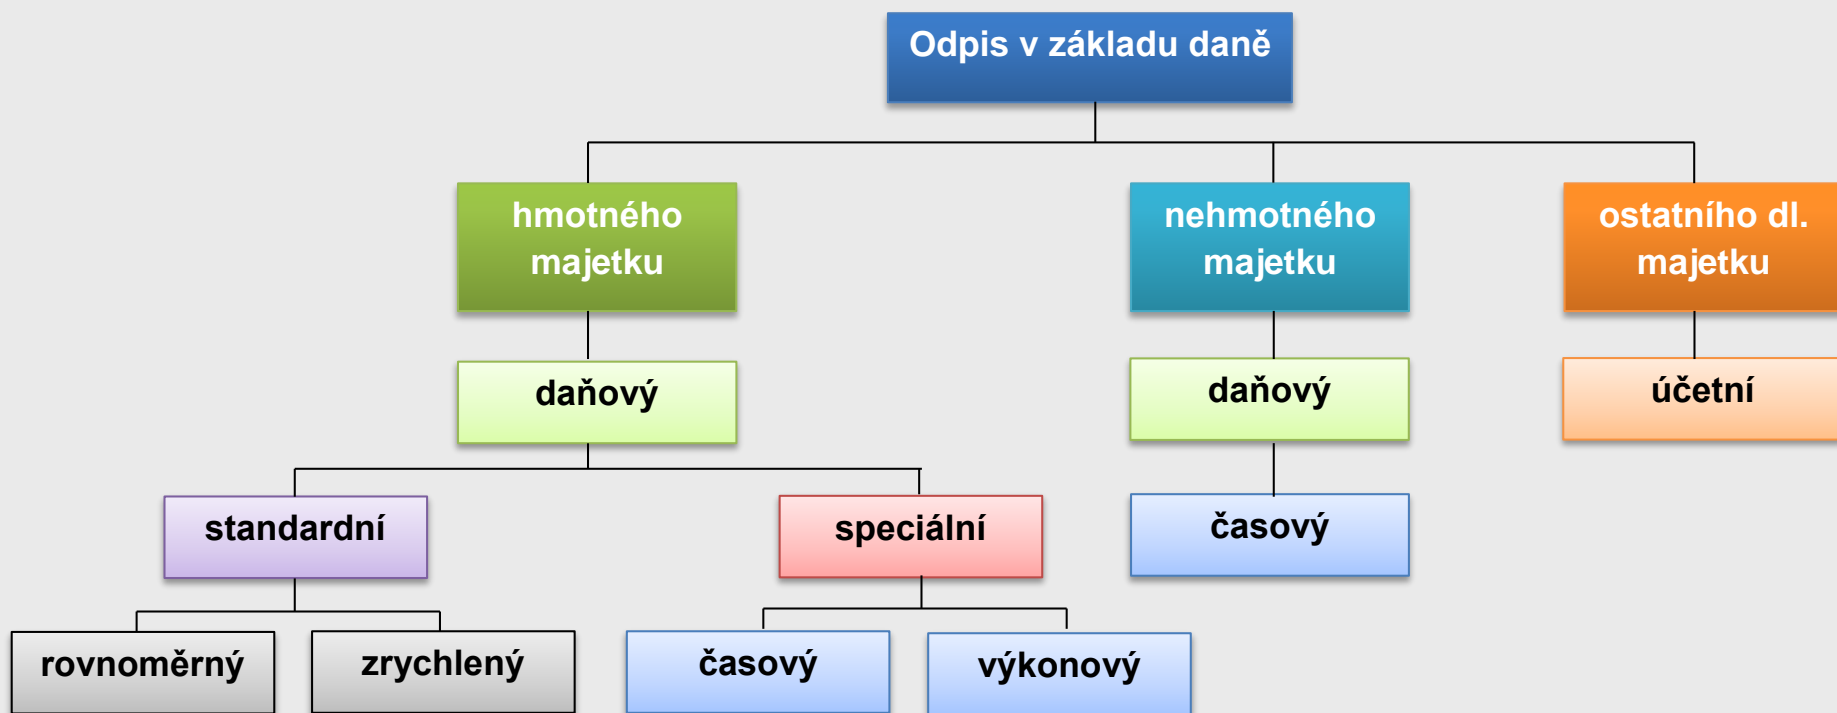 Odpis v základu daně
hmotného
majetku
nehmotného
majetku
ostatního dl.
majetku
daňový
daňový
účetní
standardní
speciální
časový
rovnoměrný
zrychlený
časový
výkonový